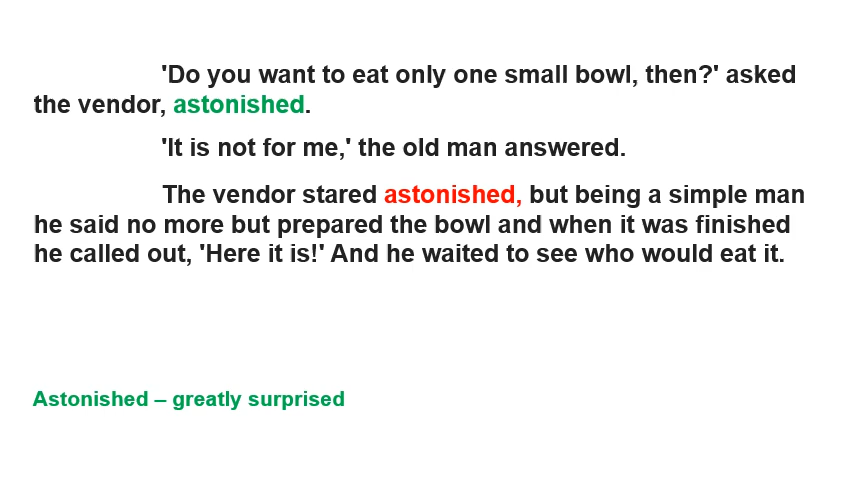 'Do you want to eat only one small bowl, then?' asked
the vendor, astonished.
'It is not for me,' the old man answered.
The vendor stared astonished, but being a simple man
he said no more but prepared the bowl and when it was finished
he called out, 'Here it is!' And he waited to see who would eat it.
Astonished – greatly surprised